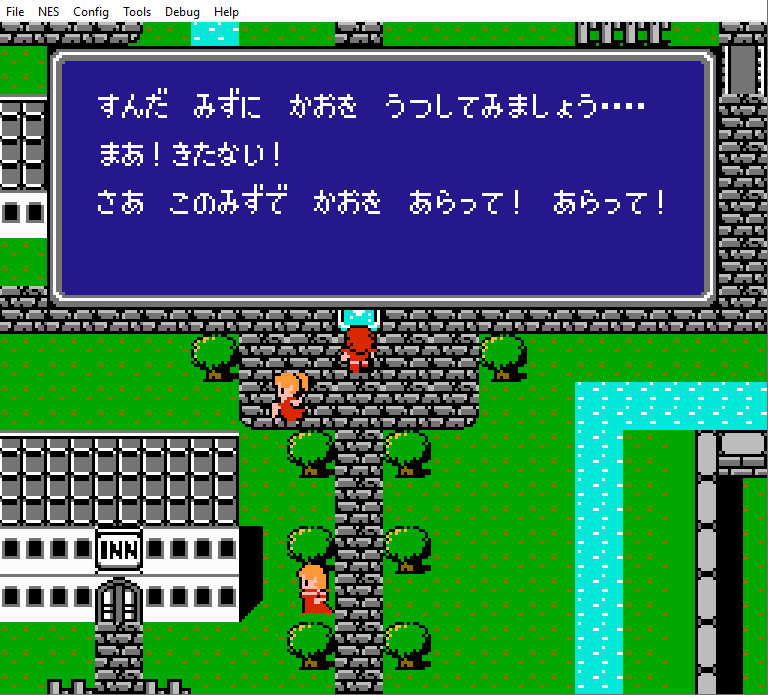 File NES Config Tools Debug Help
すんだ みずに かおを うつしてみましょう‥‥
まあ!きたない!
さあ このみずで かおを あらって! あらって!
INN